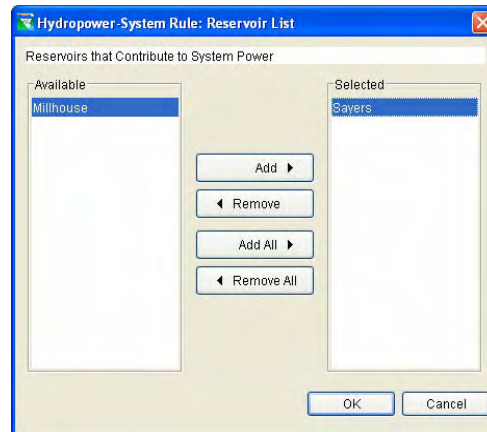 Hydropower-System Rule: Reservoir List
Reservoirs that Contribute to System Power
Available
Selected
Millhouse
Sayers
Add
Remove
Add All
Remove All
OK
Cancel